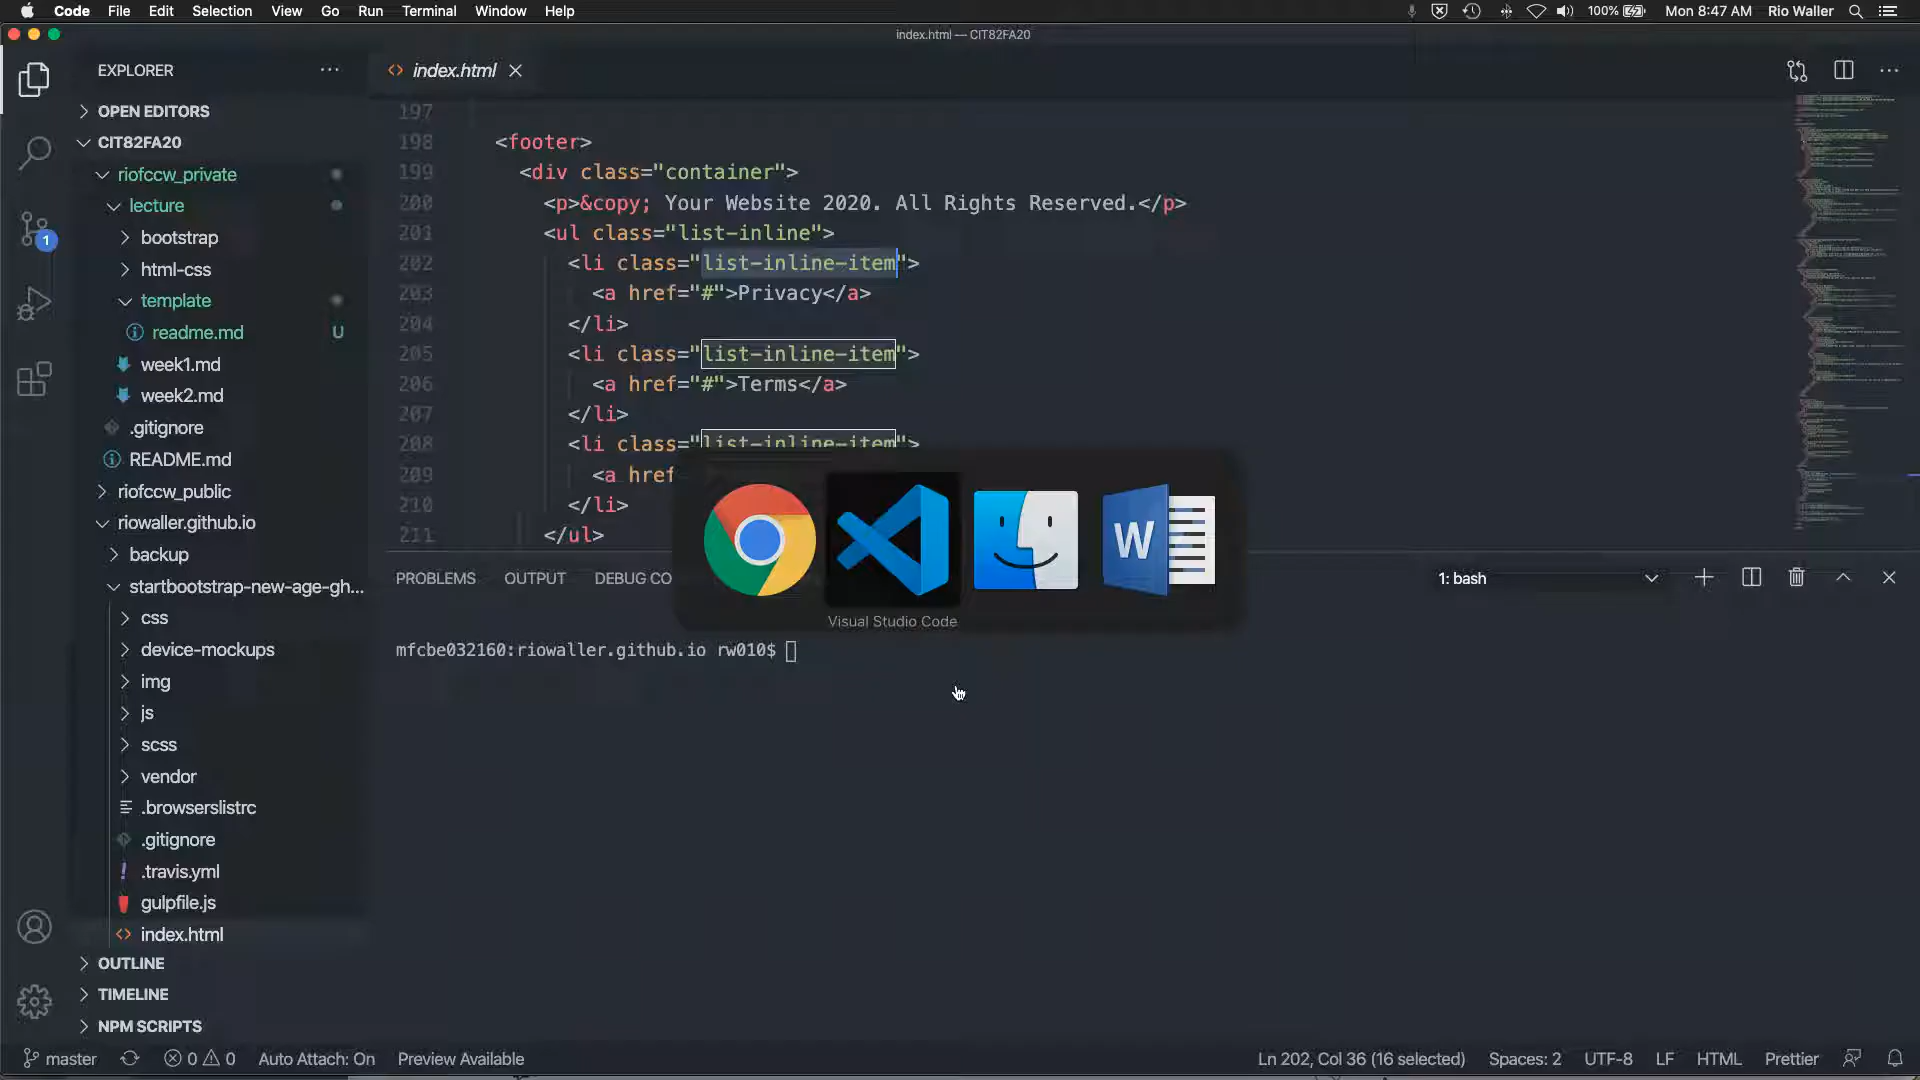 Code File Edit Selection View Go Run Terminal Window Help
100% Mon 8:47 AM Rio Waller
index.html — CIT82FA20
EXPLORER
index.html
OPEN EDITORS
CIT82FA20
riofccw_private
lecture
bootstrap
html-css
template
readme.md U
week1.md
week2.md
.gitignore
README.md
riofccw_public
riowaller.github.io
backup
startbootstrap-new-age-gh...
css
device-mockups
img
js
scss
vendor
.browserslistrc
.gitignore
.travis.yml
gulpfile.js
index.html
OUTLINE
TIMELINE
NPM SCRIPTS
1
197
198 <footer>
199 <div class="container">
200 <p>&copy; Your Website 2020. All Rights Reserved.</p>
201 <ul class="list-inline">
202 <li class="list-inline-item">
203 <a href="#">Privacy</a>
204 </li>
205 <li class="list-inline-item">
206 <a href="#">Terms</a>
207 </li>
208 <li class="list-inline-item">
209 <a href
210 </li>
211 </ul>
W
Visual Studio Code
PROBLEMS OUTPUT DEBUG CO
1: bash
mfcbe032160:riowaller.github.io rw010$
master 0 0 Auto Attach: On Preview Available
Ln 202, Col 36 (16 selected) Spaces: 2 UTF-8 LF HTML Prettier